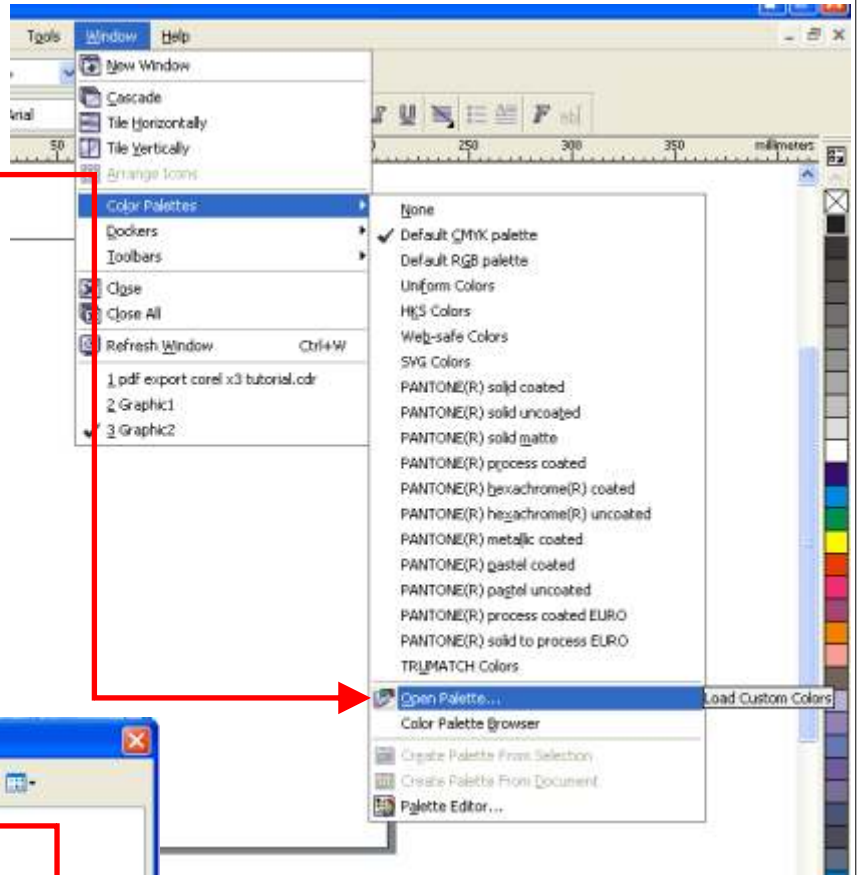 Tools Window Help
New Window
Cascade
Tile Horizontally
Tile Vertically
Arrange Icons
Color Palettes
Dockers
Toolbars
Close
Close All
Refresh Window Ctrl+W
1 pdf export corel x3 tutorial.cdr
2 Graphic1
3 Graphic2
50 250 300 350 millimeters
None
Default CMYK palette
Default RGB palette
Uniform Colors
HKS Colors
Web-safe Colors
SVG Colors
PANTONE(R) solid coated
PANTONE(R) solid uncoated
PANTONE(R) solid matte
PANTONE(R) process coated
PANTONE(R) hexachrome(R) coated
PANTONE(R) hexachrome(R) uncoated
PANTONE(R) metallic coated
PANTONE(R) pastel coated
PANTONE(R) pastel uncoated
PANTONE(R) process coated EURO
PANTONE(R) solid to process EURO
TRUMATCH Colors
Open Palette...
Load Custom Colors
Color Palette Browser
Create Palette From Selection
Create Palette From Document
Palette Editor...